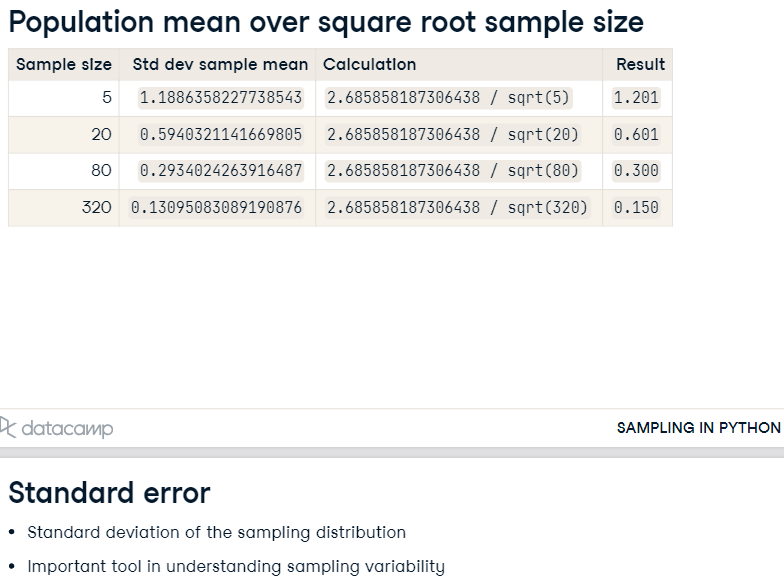 Population mean over square root sample size
Sample size Std dev sample mean Calculation Result
5 1.1886358227738543 2.685858187306438 / sqrt(5) 1.201
20 0.5940321141669805 2.685858187306438 / sqrt(20) 0.601
80 0.2934024263916487 2.685858187306438 / sqrt(80) 0.300
320 0.13095083089190876 2.685858187306438 / sqrt(320) 0.150
datacamp SAMPLING IN PYTHON
Standard error
• Standard deviation of the sampling distribution
• Important tool in understanding sampling variability